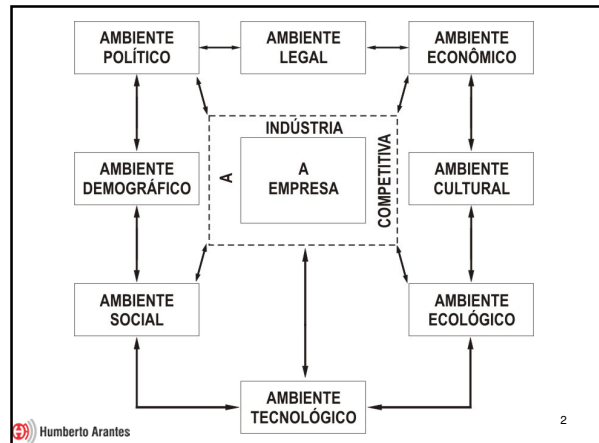 AMBIENTE
POLÍTICO
AMBIENTE
LEGAL
AMBIENTE
ECONÔMICO
INDÚSTRIA
A
COMPETITIVA
A
EMPRESA
AMBIENTE
DEMOGRÁFICO
AMBIENTE
CULTURAL
AMBIENTE
SOCIAL
AMBIENTE
ECOLÓGICO
AMBIENTE
TECNOLÓGICO
Humberto Arantes
2